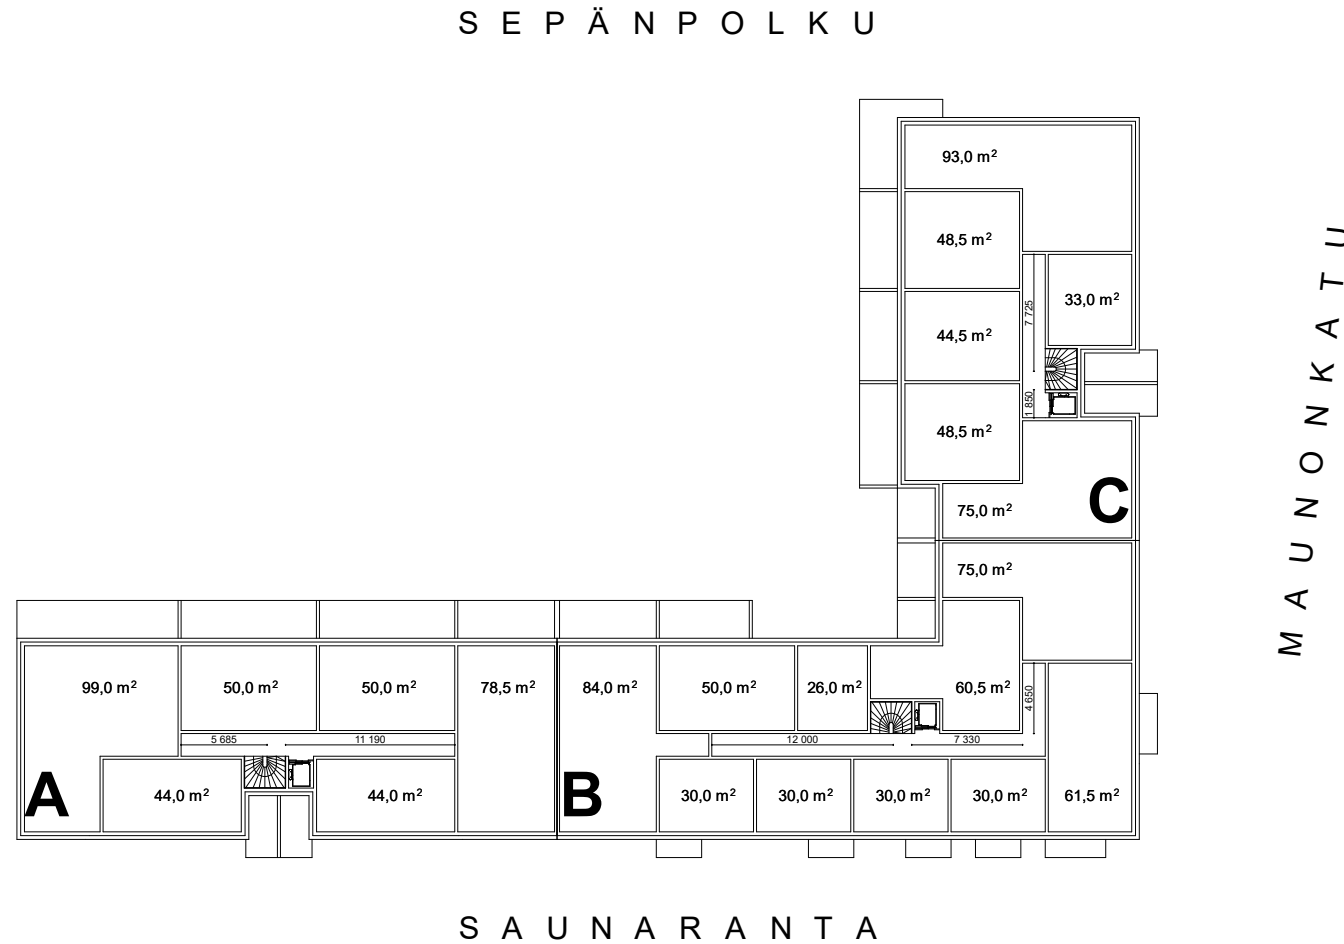 SEPÄNPOLKU
93,0 m²
48,5 m²
33,0 m²
7 725
44,5 m²
1 850
48,5 m²
C
75,0 m²
75,0 m²
MAUNONKATU
99,0 m²
50,0 m²
50,0 m²
78,5 m²
84,0 m²
50,0 m²
26,0 m²
60,5 m²
4 650
5 685
11 190
12 000
7 330
A
44,0 m²
44,0 m²
B
30,0 m²
30,0 m²
30,0 m²
30,0 m²
61,5 m²
SAUNARANTA